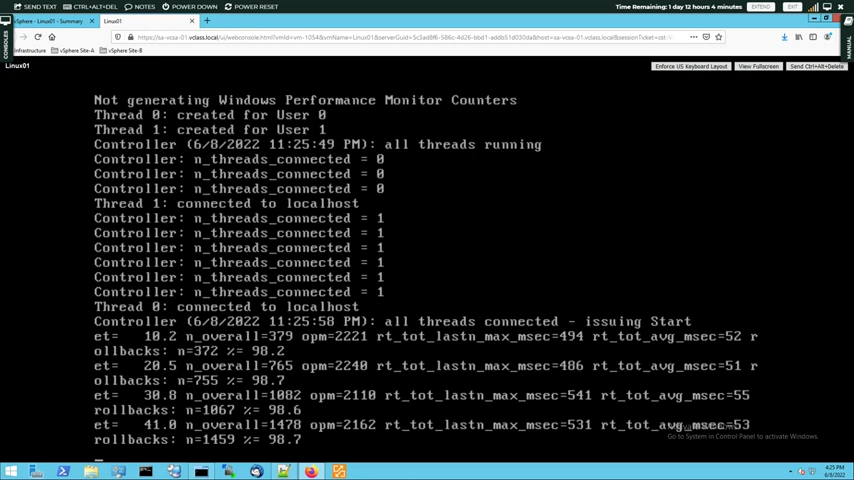 SEND TEXT CTRL+ALT+DEL NOTES POWER DOWN POWER RESET
Time Remaining: 1 day 12 hours 4 minutes EXTEND EXIT
CONSOLES
MANUAL
vSphere - Linux01 - Summary
Linux01
Infrastructure vSphere Site-A vSphere Site-B
Linux01
Enforce US Keyboard Layout View Fullscreen Send Ctrl+Alt+Delete
Not generating Windows Performance Monitor Counters
Thread 0: created for User 0
Thread 1: created for User 1
Controller (6/8/2022 11:25:49 PM): all threads running
Controller: n_threads_connected = 0
Controller: n_threads_connected = 0
Controller: n_threads_connected = 0
Thread 1: connected to localhost
Controller: n_threads_connected = 1
Controller: n_threads_connected = 1
Controller: n_threads_connected = 1
Controller: n_threads_connected = 1
Controller: n_threads_connected = 1
Controller: n_threads_connected = 1
Thread 0: connected to localhost
Controller (6/8/2022 11:25:58 PM): all threads connected - issuing Start
et= 10.2 n_overall=379 opm=2221 rt_tot_lastn_max_msec=494 rt_tot_avg_msec=52 r
ollbacks: n=372 %= 98.2
et= 20.5 n_overall=765 opm=2240 rt_tot_lastn_max_msec=486 rt_tot_avg_msec=51 r
ollbacks: n=755 %= 98.7
et= 30.8 n_overall=1082 opm=2110 rt_tot_lastn_max_msec=541 rt_tot_avg_msec=55
rollbacks: n=1067 %= 98.6
et= 41.0 n_overall=1478 opm=2162 rt_tot_lastn_max_msec=531 rt_tot_avg_msec=53
rollbacks: n=1459 %= 98.7
Go to System in Control Panel to activate Windows.
4:25 PM
6/8/2022